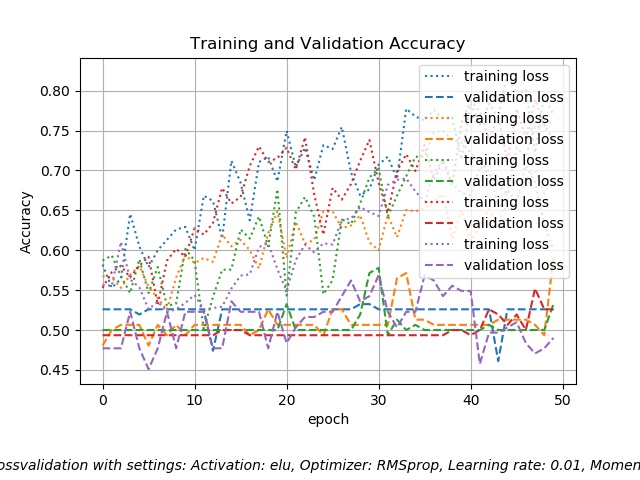 Training and Validation Accuracy
Accuracy
0.80
0.75
0.70
0.65
0.60
0.55
0.50
0.45
training loss
validation loss
training loss
validation loss
training loss
validation loss
training loss
validation loss
training loss
validation loss
0 10 20 30 40 50
epoch
ossvalidation with settings: Activation: elu, Optimizer: RMSprop, Learning rate: 0.01, Momen